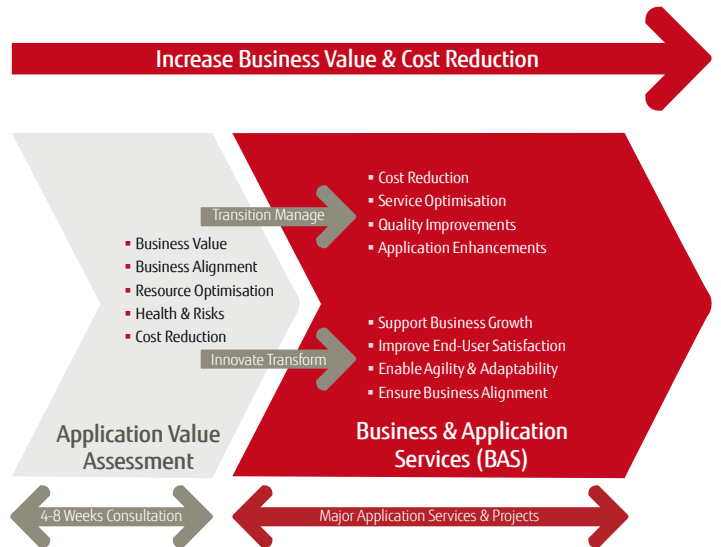 Increase Business Value & Cost Reduction
Transition Manage
▪ Business Value
▪ Business Alignment
▪ Resource Optimisation
▪ Health & Risks
▪ Cost Reduction
Innovate Transform
▪ Cost Reduction
▪ Service Optimisation
▪ Quality Improvements
▪ Application Enhancements
▪ Support Business Growth
▪ Improve End-User Satisfaction
▪ Enable Agility & Adaptability
▪ Ensure Business Alignment
Application Value
Assessment
Business & Application
Services (BAS)
4-8 Weeks Consultation
Major Application Services & Projects